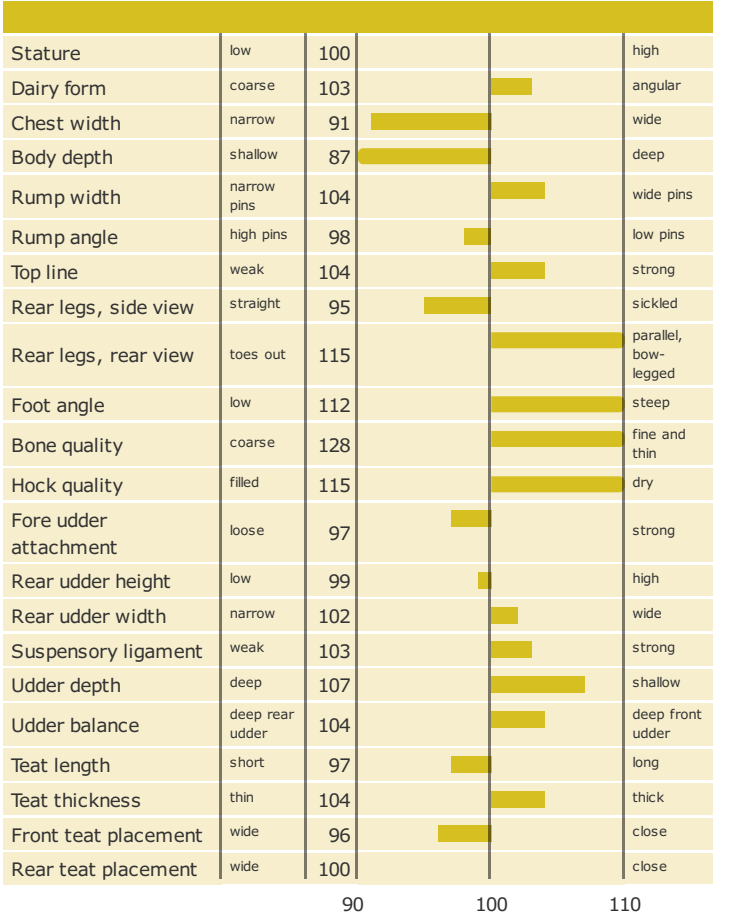 Stature low 100 high
Dairy form coarse 103 angular
Chest width narrow 91 wide
Body depth shallow 87 deep
Rump width narrow pins 104 wide pins
Rump angle high pins 98 low pins
Top line weak 104 strong
Rear legs, side view straight 95 sickled
Rear legs, rear view toes out 115 parallel, bow-legged
Foot angle low 112 steep
Bone quality coarse 128 fine and thin
Hock quality filled 115 dry
Fore udder attachment loose 97 strong
Rear udder height low 99 high
Rear udder width narrow 102 wide
Suspensory ligament weak 103 strong
Udder depth deep 107 shallow
Udder balance deep rear udder 104 deep front udder
Teat length short 97 long
Teat thickness thin 104 thick
Front teat placement wide 96 close
Rear teat placement wide 100 close
90 100 110